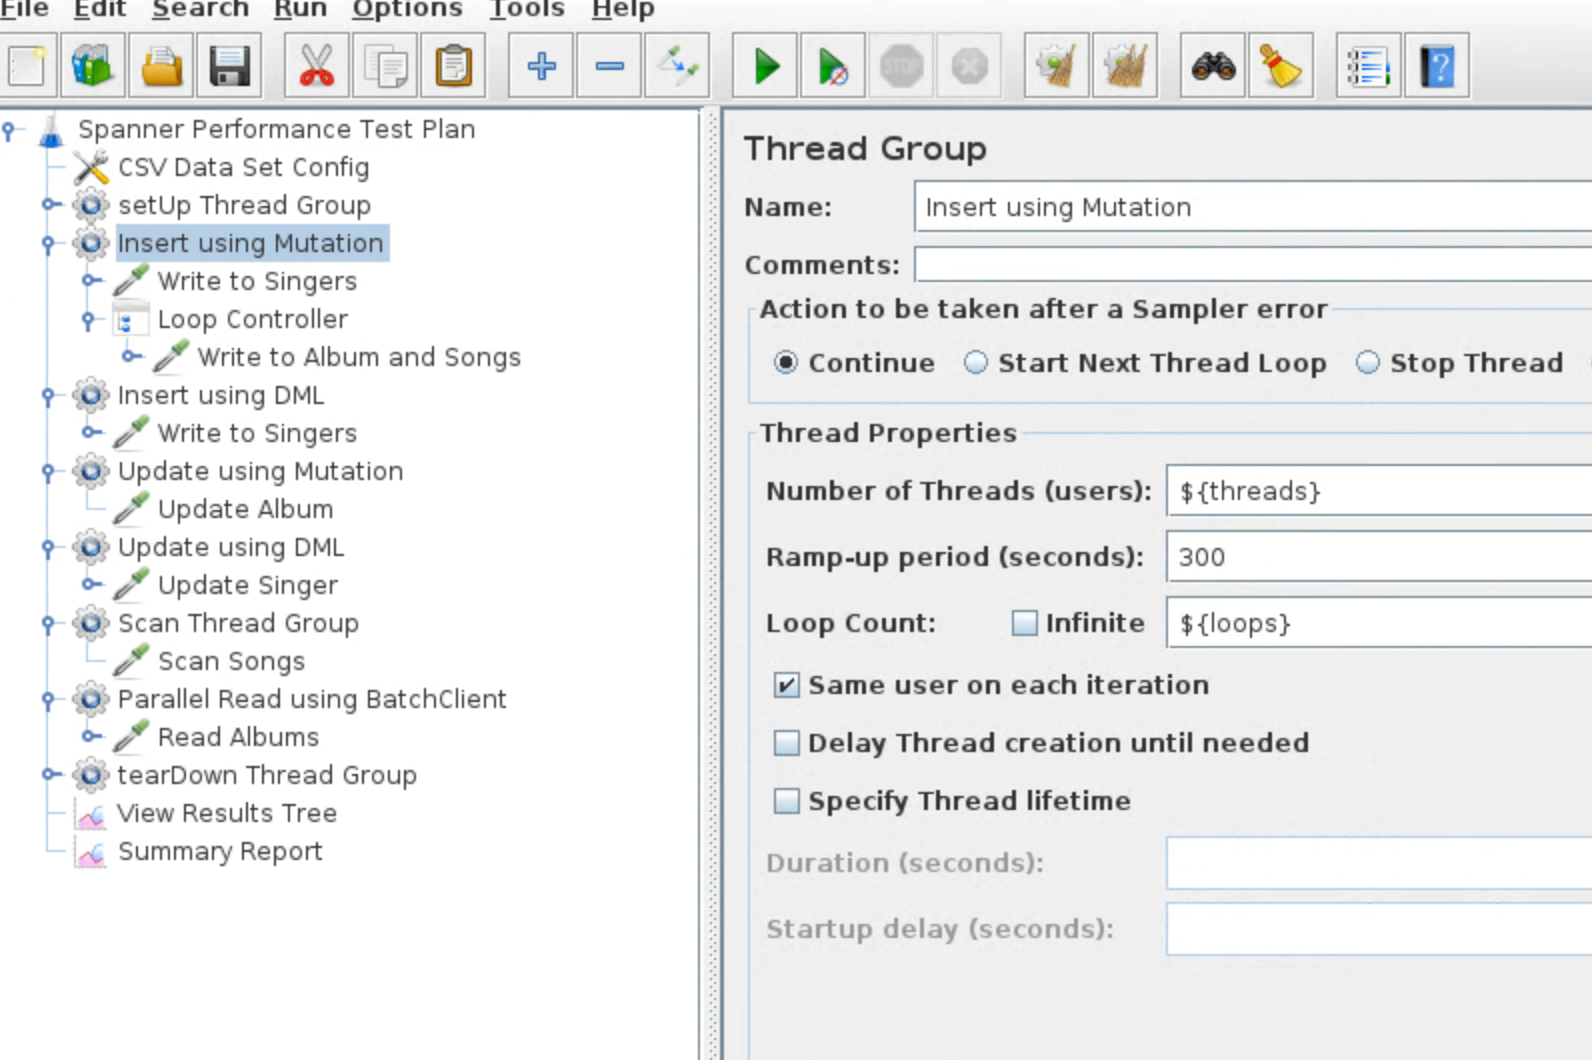 File Edit Search Run Options Tools Help
STOP
Spanner Performance Test Plan
CSV Data Set Config
setUp Thread Group
Insert using Mutation
Write to Singers
Loop Controller
Write to Album and Songs
Insert using DML
Write to Singers
Update using Mutation
Update Album
Update using DML
Update Singer
Scan Thread Group
Scan Songs
Parallel Read using BatchClient
Read Albums
tearDown Thread Group
View Results Tree
Summary Report
Thread Group
Name: Insert using Mutation
Comments:
Action to be taken after a Sampler error
Continue Start Next Thread Loop Stop Thread
Thread Properties
Number of Threads (users): ${threads}
Ramp-up period (seconds): 300
Loop Count: Infinite ${loops}
Same user on each iteration
Delay Thread creation until needed
Specify Thread lifetime
Duration (seconds):
Startup delay (seconds):